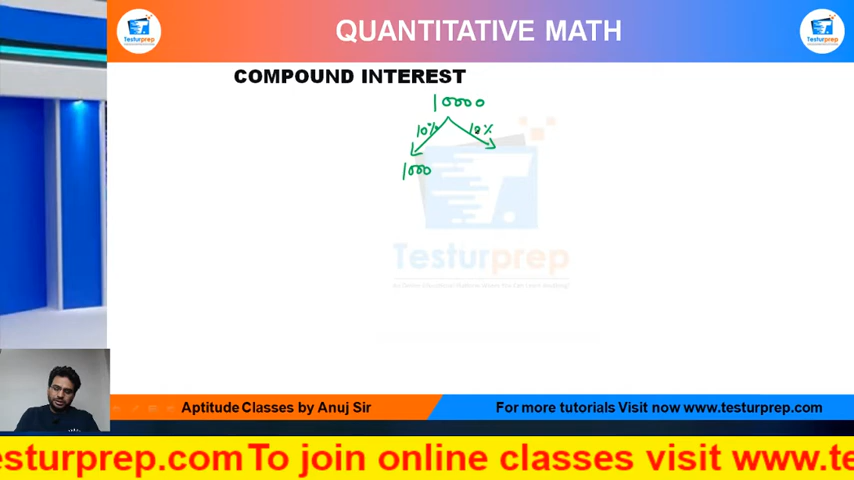 Testurprep
QUANTITATIVE MATH
Testurprep
COMPOUND INTEREST
10000
10% 10%
1000
Testurprep
Aptitude Classes by Anuj Sir
For more tutorials Visit now www.testurprep.com
esturprep.com To join online classes visit www.te